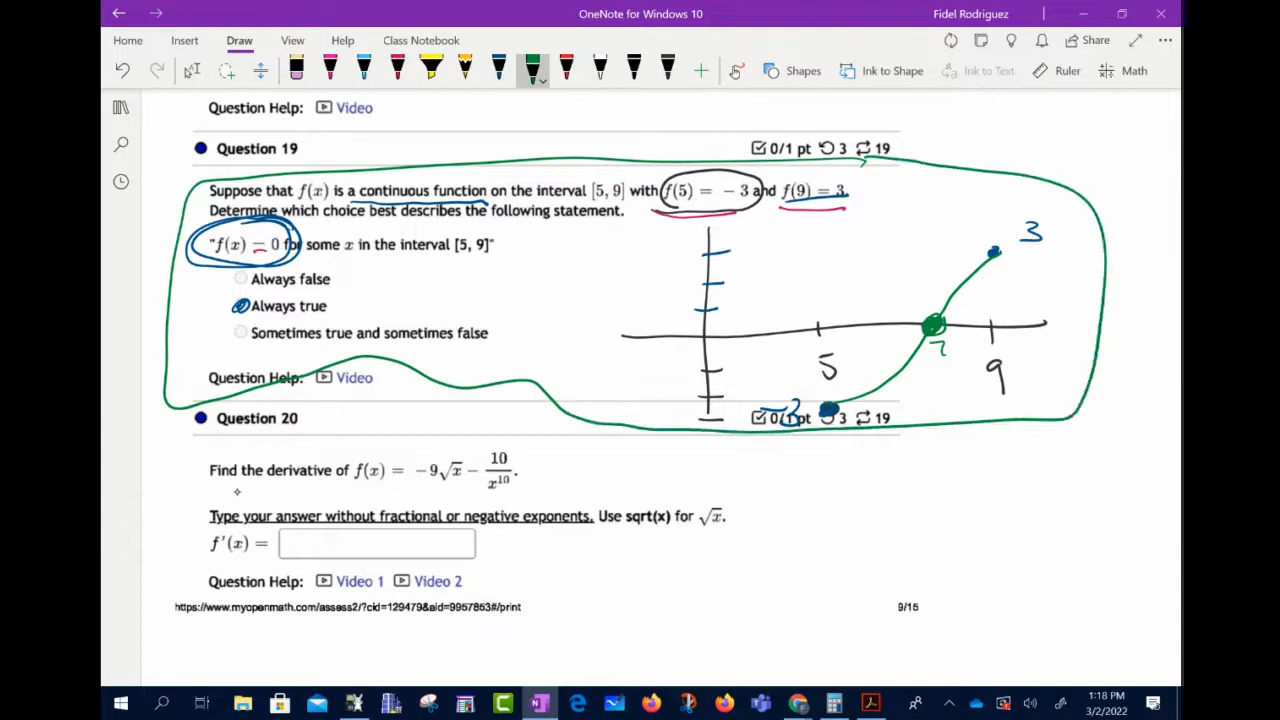 OneNote for Windows 10
Fidel Rodriguez
Home Insert Draw View Help Class Notebook
Share
Shapes Ink to Shape Ink to Text Ruler Math
Question Help: Video
Question 19
0/1 pt 3 19
Suppose that f(x) is a continuous function on the interval [5, 9] with f(5) = − 3 and f(9) = 3.
Determine which choice best describes the following statement.
"f(x) = 0 for some x in the interval [5, 9]"
Always false
Always true
Sometimes true and sometimes false
3
5
7
9
-3
Question Help: Video
Question 20
0/1 pt 3 19
Find the derivative of f(x) = −9√x − 10/x^10.
Type your answer without fractional or negative exponents. Use sqrt(x) for √x.
f'(x) =
Question Help: Video 1 Video 2
https://www.myopenmath.com/assess2/?cid=129479&aid=9957853#/print
9/15
1:18 PM
3/2/2022